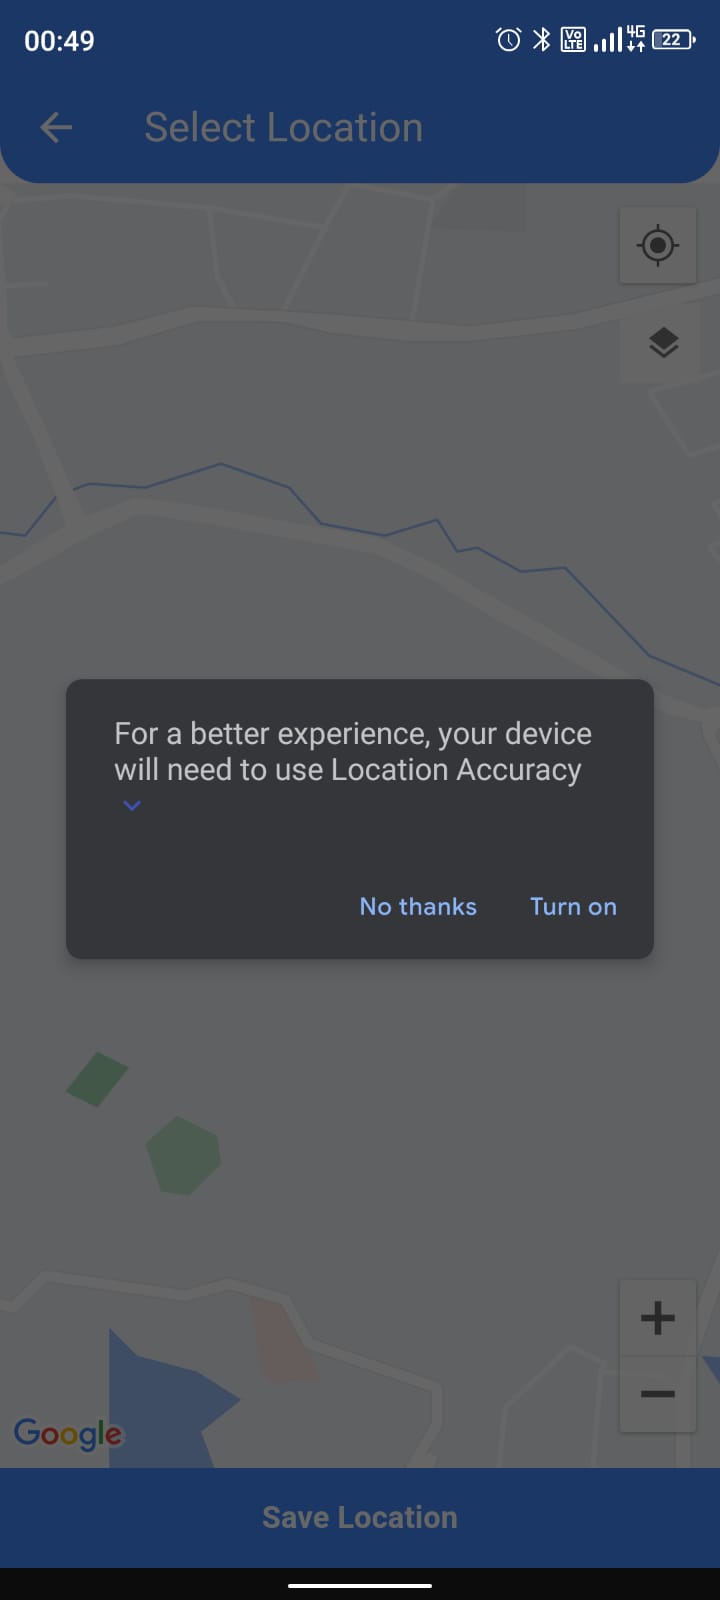 00:49
Vo
LTE
4G
22
Select Location
For a better experience, your device
will need to use Location Accuracy
No thanks
Turn on
Google
Save Location